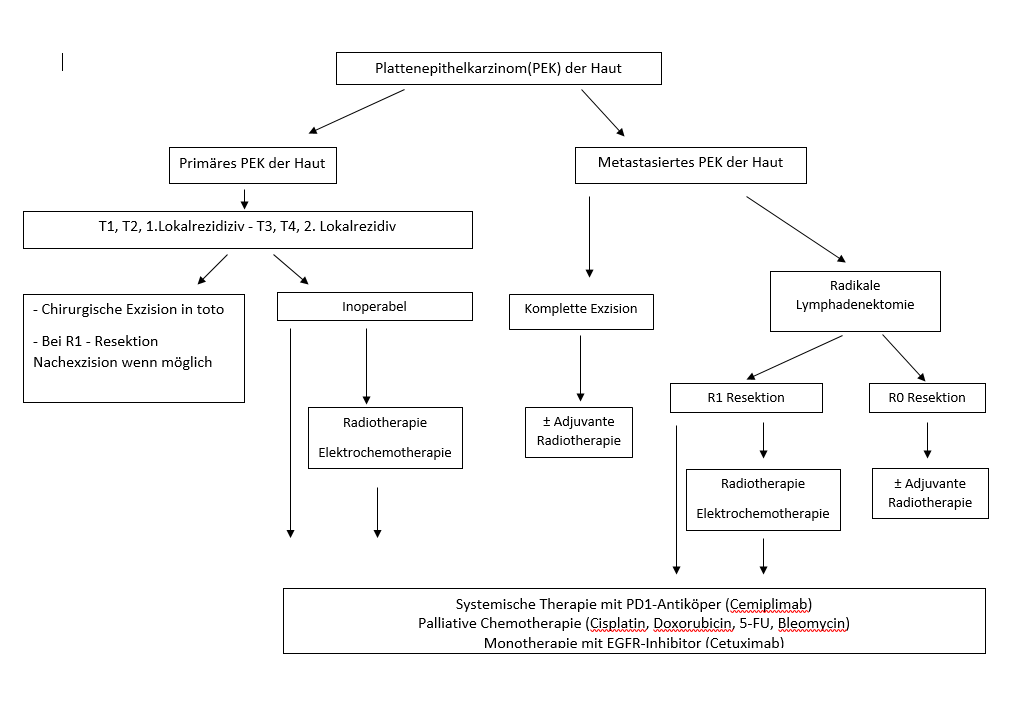 Plattenepithelkarzinom(PEK) der Haut
Primäres PEK der Haut
Metastasiertes PEK der Haut
T1, T2, 1.Lokalrezidiziv - T3, T4, 2. Lokalrezidiv
- Chirurgische Exzision in toto
- Bei R1 - Resektion
Nachexzision wenn möglich
Inoperabel
Komplette Exzision
Radikale
Lymphadenektomie
R1 Resektion
R0 Resektion
Radiotherapie
Elektrochemotherapie
± Adjuvante
Radiotherapie
Radiotherapie
Elektrochemotherapie
± Adjuvante
Radiotherapie
Systemische Therapie mit PD1-Antiköper (Cemiplimab)
Palliative Chemotherapie (Cisplatin, Doxorubicin, 5-FU, Bleomycin)
Monotherapie mit EGFR-Inhibitor (Cetuximab)